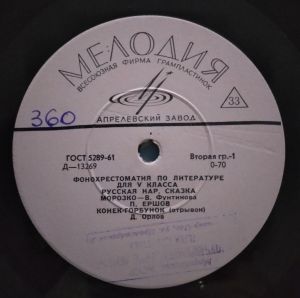 МЕЛОДИЯ
ВСЕСОЮЗНАЯ ФИРМА ГРАМПЛАСТИНОК
33
360
АПРЕЛЕВСКИЙ ЗАВОД
ГОСТ 5289-61
Вторая гр.-1
Д—13269
0-70
ФОНОХРЕСТОМАТИЯ ПО ЛИТЕРАТУРЕ
ДЛЯ V КЛАССА
РУССКАЯ НАР. СКАЗКА
МОРОЗКО—В. Фунтикова
П. ЕРШОВ
КОНЕК-ГОРБУНОК (отрывок)
Д. Орлов